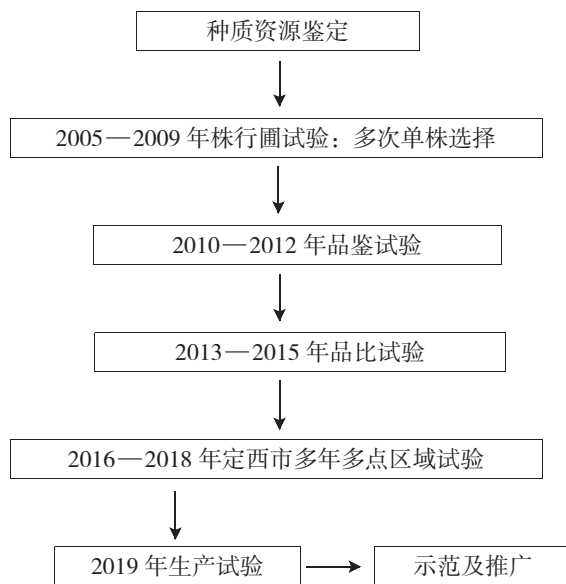 种质资源鉴定
2005—2009 年株行圃试验：多次单株选择
2010—2012 年品鉴试验
2013—2015 年品比试验
2016—2018 年定西市多年多点区域试验
2019 年生产试验
示范及推广